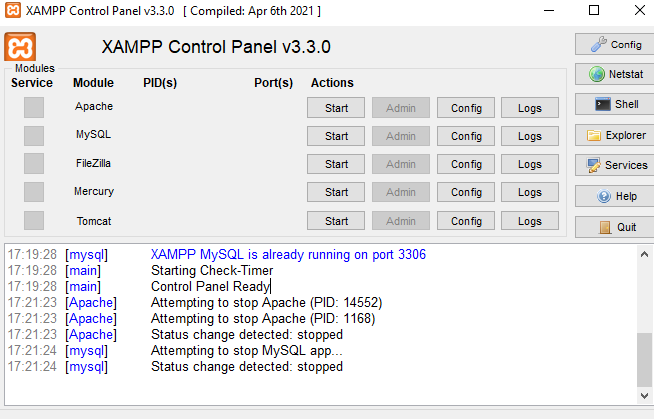 XAMPP Control Panel v3.3.0 [ Compiled: Apr 6th 2021 ]
XAMPP Control Panel v3.3.0
Config
Modules
Service Module PID(s) Port(s) Actions
Netstat
Apache Start Admin Config Logs
Shell
MySQL Start Admin Config Logs
Explorer
FileZilla Start Admin Config Logs
Services
Mercury Start Admin Config Logs
Help
Tomcat Start Admin Config Logs
Quit
17:19:28 [mysql] XAMPP MySQL is already running on port 3306
17:19:28 [main] Starting Check-Timer
17:19:28 [main] Control Panel Ready
17:21:23 [Apache] Attempting to stop Apache (PID: 14552)
17:21:23 [Apache] Attempting to stop Apache (PID: 1168)
17:21:23 [Apache] Status change detected: stopped
17:21:24 [mysql] Attempting to stop MySQL app...
17:21:24 [mysql] Status change detected: stopped